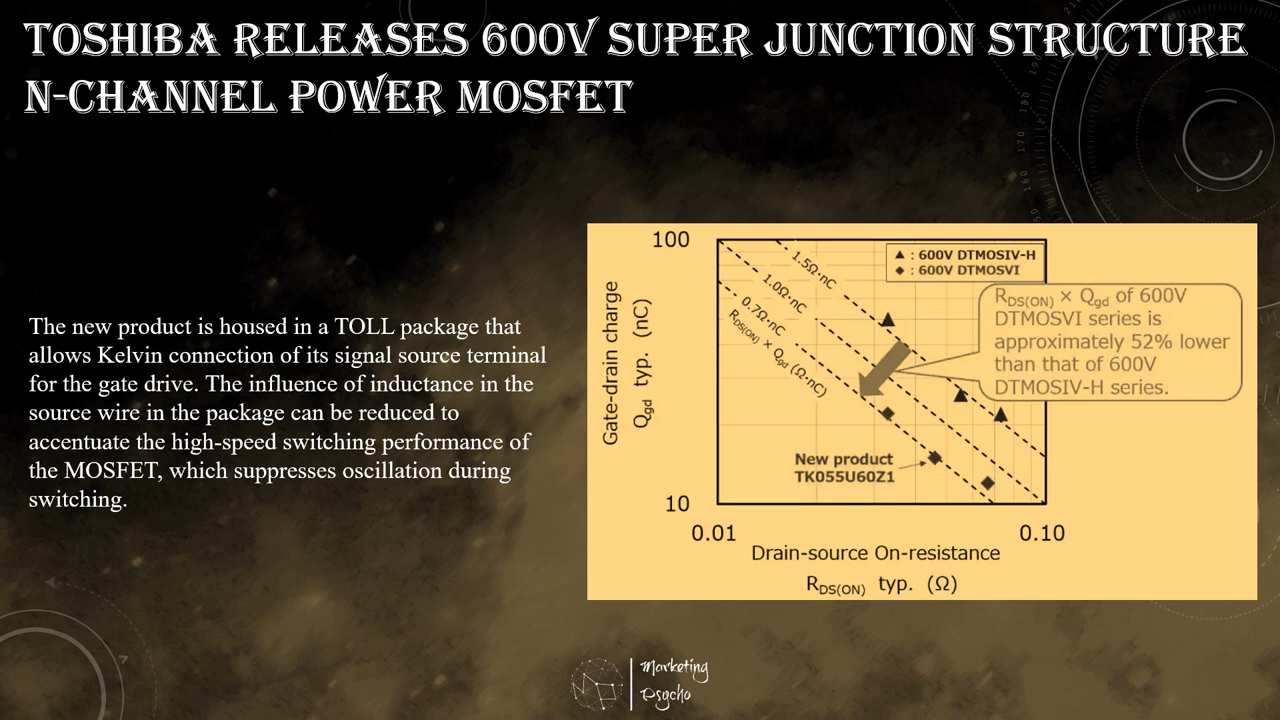 TOSHIBA RELEASES 600V SUPER JUNCTION STRUCTURE
N-CHANNEL POWER MOSFET
The new product is housed in a TOLL package that
allows Kelvin connection of its signal source terminal
for the gate drive. The influence of inductance in the
source wire in the package can be reduced to
accentuate the high-speed switching performance of
the MOSFET, which suppresses oscillation during
switching.
100
10
Gate-drain charge
Qgd typ. (nC)
1.5Ω·nC
1.0Ω·nC
0.7Ω·nC
RDS(ON) × Qgd (Ω·nC)
▲ : 600V DTMOSIV-H
◆ : 600V DTMOSVI
RDS(ON) × Qgd of 600V
DTMOSVI series is
approximately 52% lower
than that of 600V
DTMOSIV-H series.
New product
TK055U60Z1
0.01
0.10
Drain-source On-resistance
RDS(ON) typ. (Ω)
Marketing
Psycho
190
180
170
160